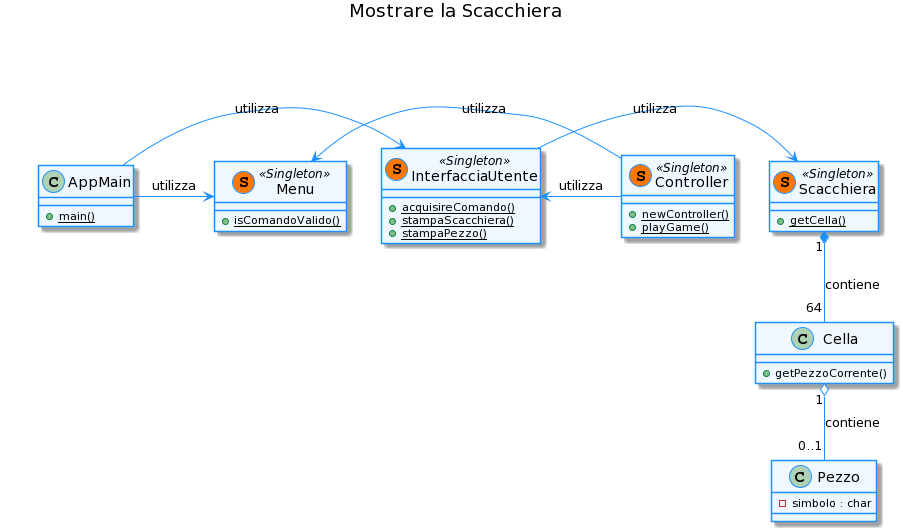 Mostrare la Scacchiera
utilizza
utilizza
utilizza
utilizza
utilizza
C AppMain
main()
S «Singleton»
Menu
isComandoValido()
S «Singleton»
InterfacciaUtente
acquisireComando()
stampaScacchiera()
stampaPezzo()
S «Singleton»
Controller
newController()
playGame()
S «Singleton»
Scacchiera
getCella()
1
contiene
64
C Cella
getPezzoCorrente()
1
contiene
0..1
C Pezzo
simbolo : char